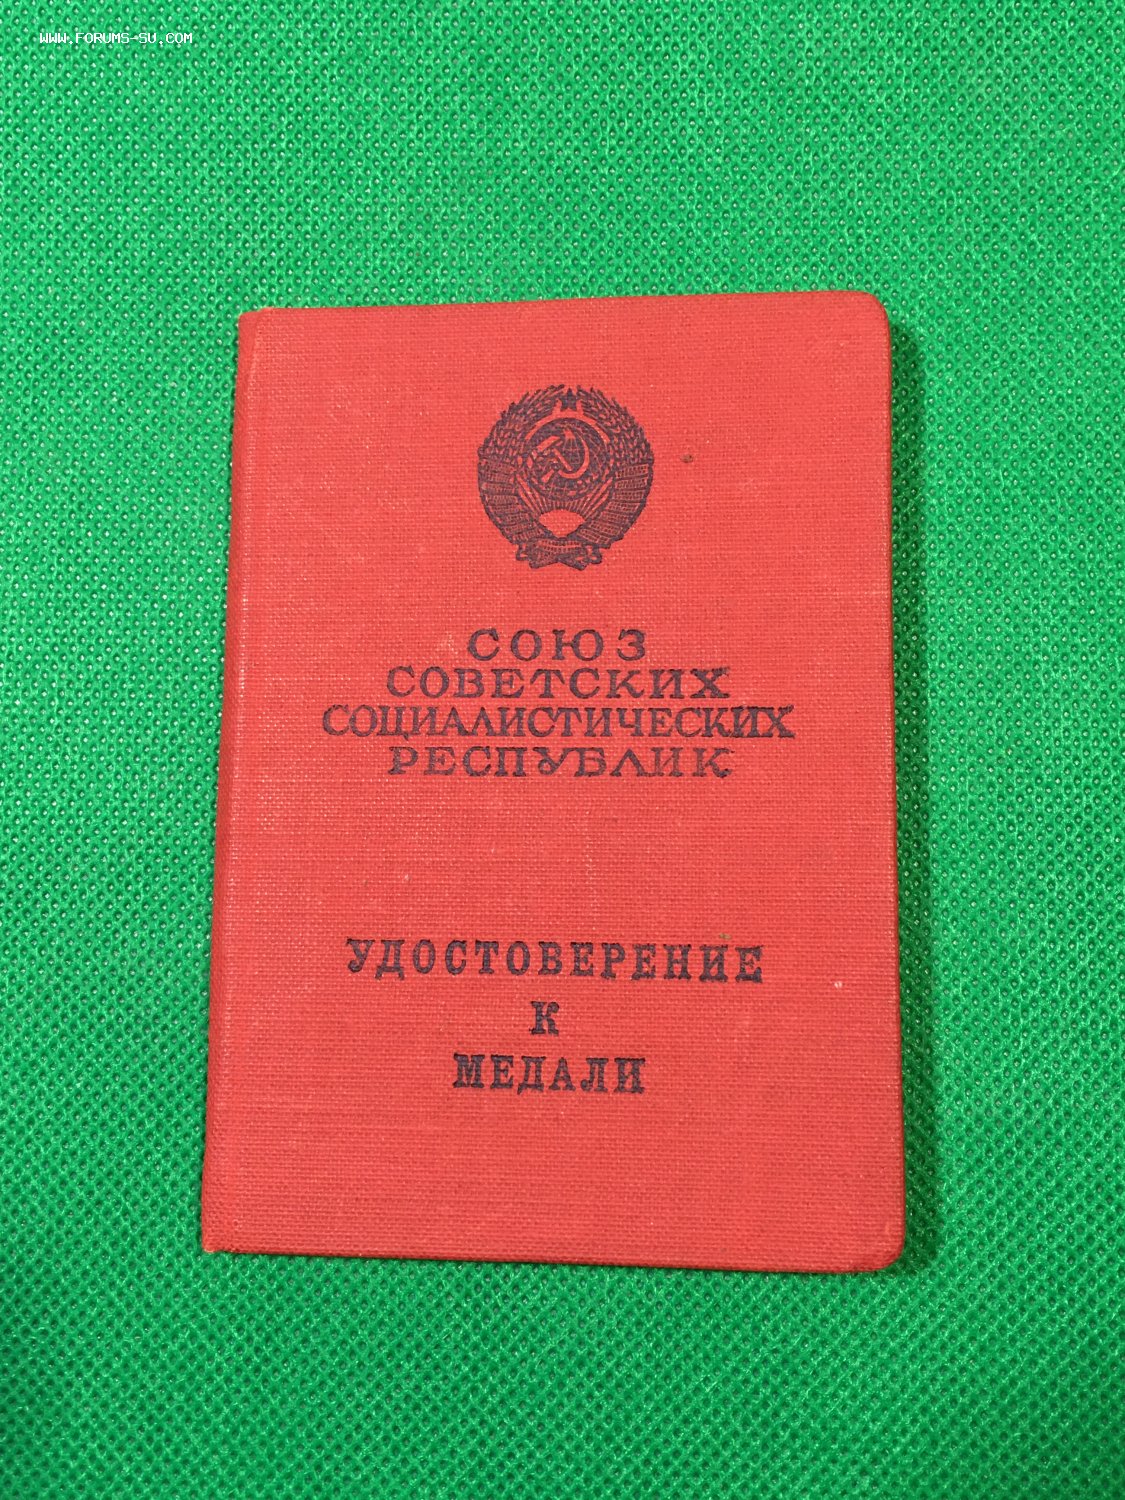 WWW.FORUMS-SU.COM
СОЮЗ
СОВЕТСКИХ
СОЦИАЛИСТИЧЕСКИХ
РЕСПУБЛИК
УДОСТОВЕРЕНИЕ
К
МЕДАЛИ